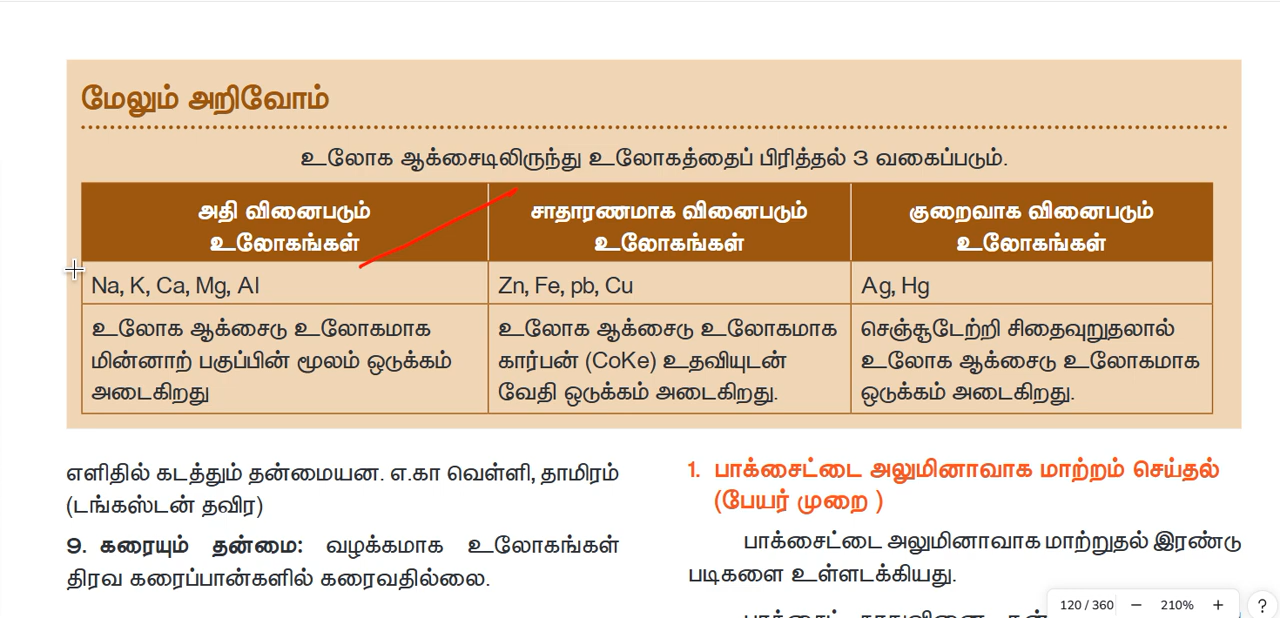 மேலும் அறிவோம்
உலோக ஆக்சைடிலிருந்து உலோகத்தைப் பிரித்தல் 3 வகைப்படும்.
அதி வினைபடும்
உலோகங்கள்
சாதாரணமாக வினைபடும்
உலோகங்கள்
குறைவாக வினைபடும்
உலோகங்கள்
Na, K, Ca, Mg, Al
Zn, Fe, pb, Cu
Ag, Hg
உலோக ஆக்சைடு உலோகமாக
மின்னாற் பகுப்பின் மூலம் ஒடுக்கம்
அடைகிறது
உலோக ஆக்சைடு உலோகமாக
கார்பன் (CoKe) உதவியுடன்
வேதி ஒடுக்கம் அடைகிறது.
செஞ்சூடேற்றி சிதைவுறுதலால்
உலோக ஆக்சைடு உலோகமாக
ஒடுக்கம் அடைகிறது.
எளிதில் கடத்தும் தன்மையன. எ.கா வெள்ளி, தாமிரம்
(டங்கஸ்டன் தவிர)
9. கரையும் தன்மை: வழக்கமாக உலோகங்கள்
திரவ கரைப்பான்களில் கரைவதில்லை.
1. பாக்சைட்டை அலுமினாவாக மாற்றம் செய்தல்
(பேயர் முறை )
பாக்சைட்டை அலுமினாவாக மாற்றுதல் இரண்டு
படிகளை உள்ளடக்கியது.
120 / 360 − 210% + ?